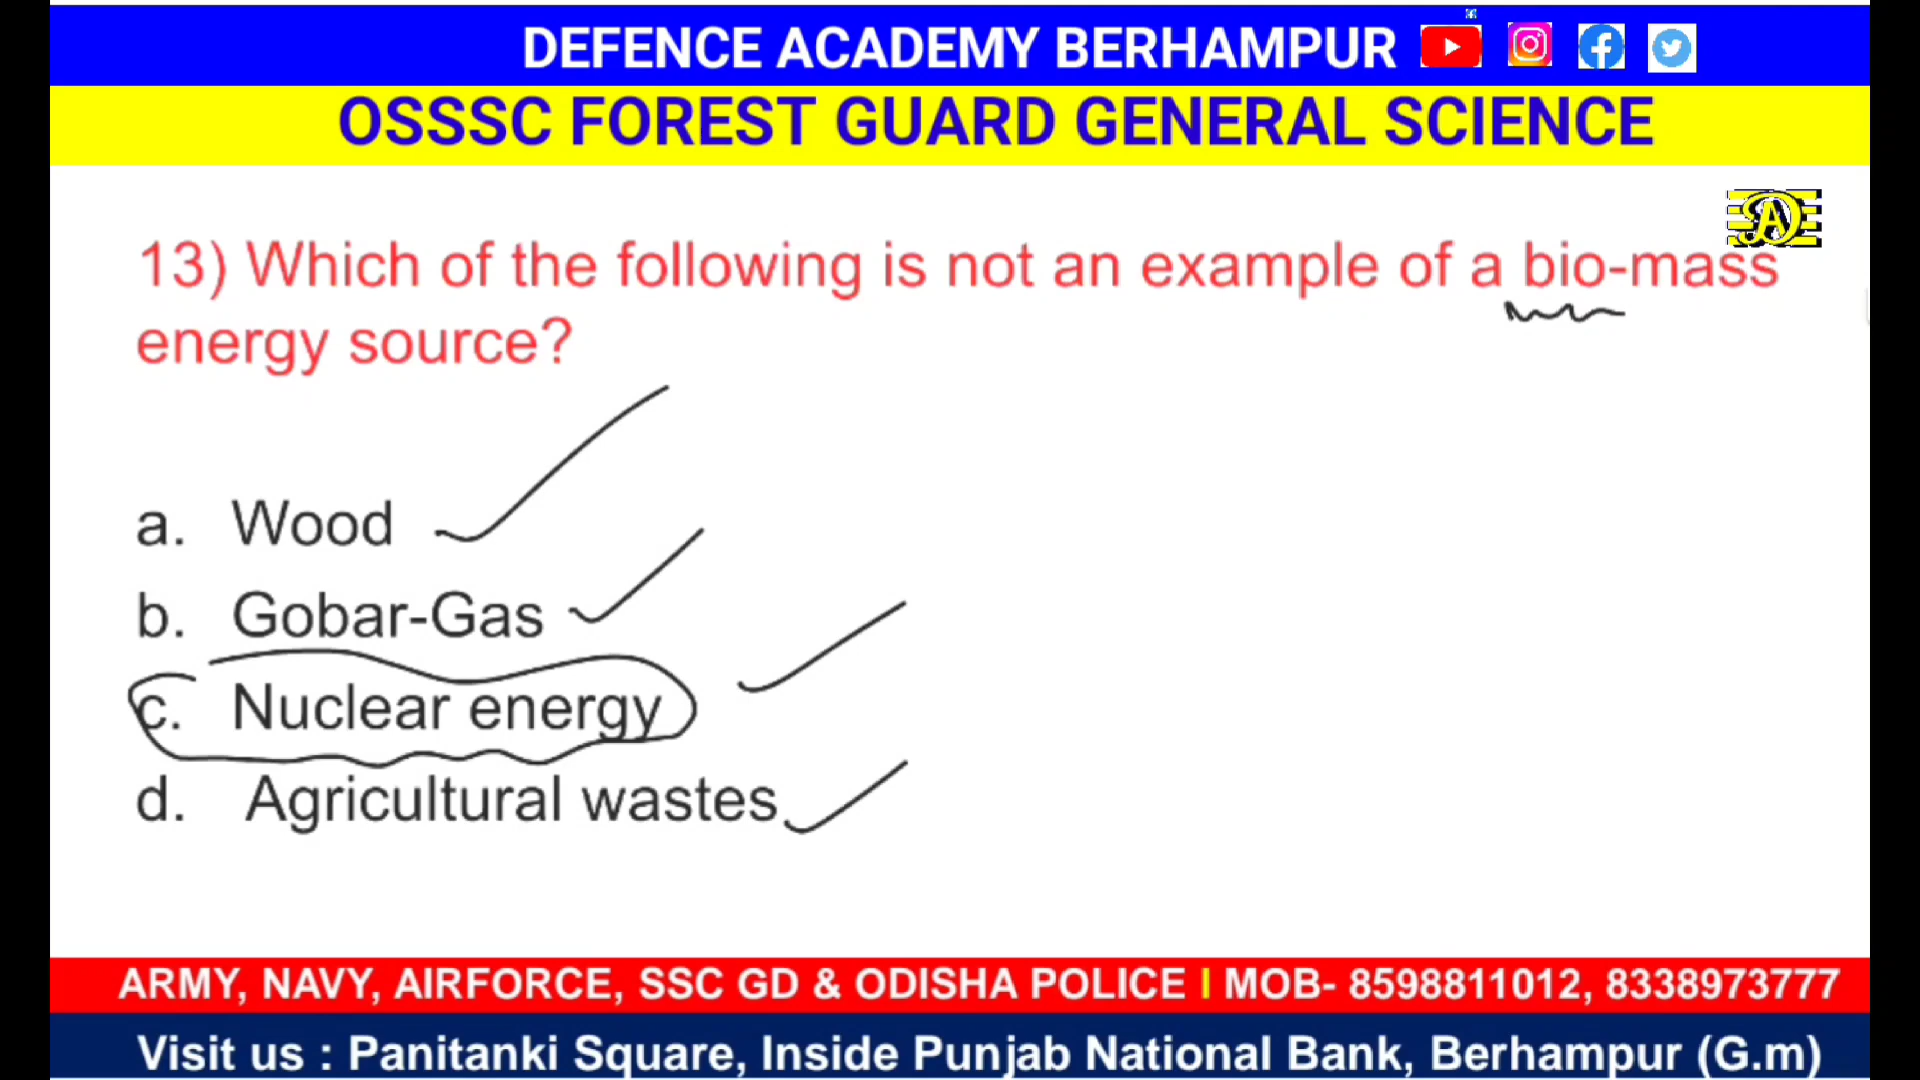 DEFENCE ACADEMY BERHAMPUR
OSSSC FOREST GUARD GENERAL SCIENCE
13) Which of the following is not an example of a bio-mass
energy source?
a. Wood
b. Gobar-Gas
c. Nuclear energy
d. Agricultural wastes
ARMY, NAVY, AIRFORCE, SSC GD & ODISHA POLICE I MOB- 8598811012, 8338973777
Visit us : Panitanki Square, Inside Punjab National Bank, Berhampur (G.m)